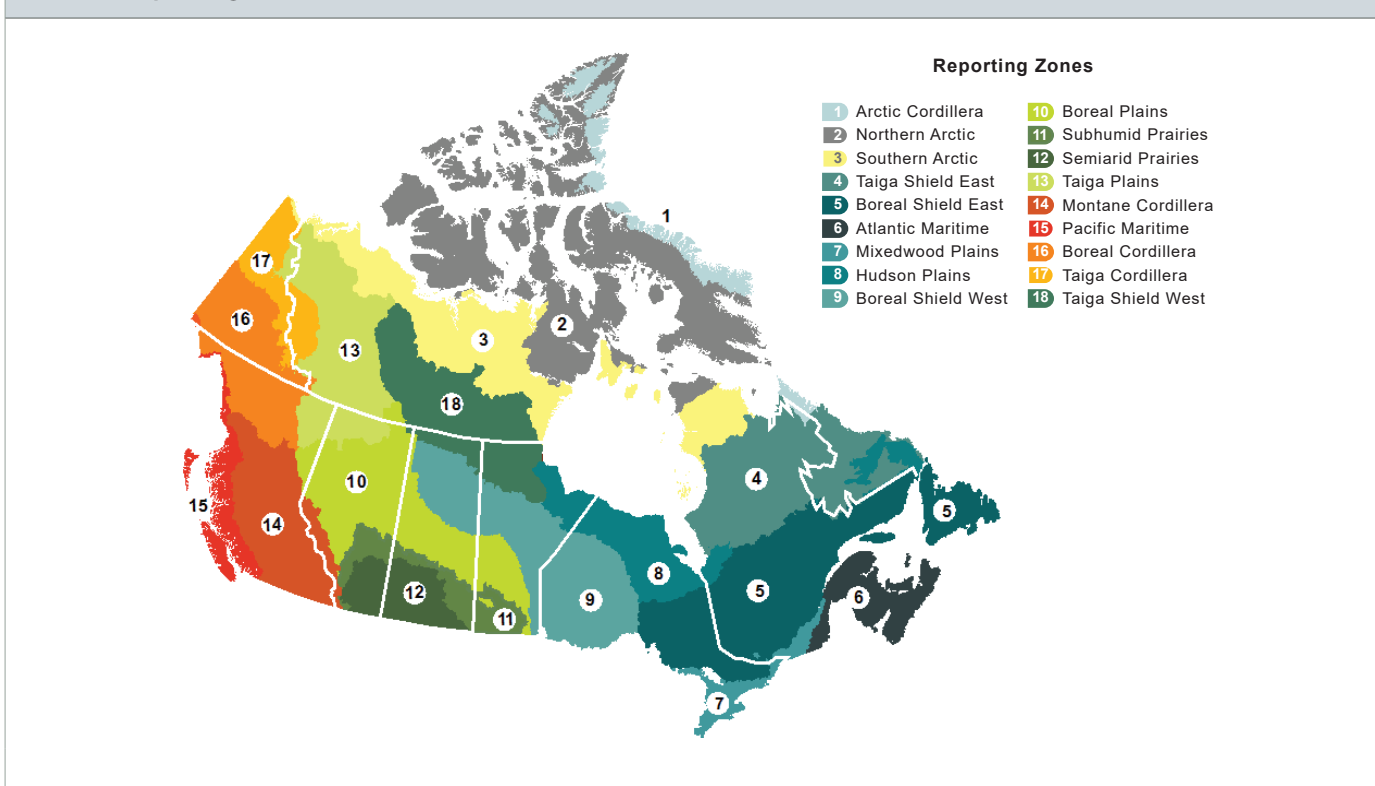 Reporting Zones
1 Arctic Cordillera
2 Northern Arctic
3 Southern Arctic
4 Taiga Shield East
5 Boreal Shield East
6 Atlantic Maritime
7 Mixedwood Plains
8 Hudson Plains
9 Boreal Shield West
10 Boreal Plains
11 Subhumid Prairies
12 Semiarid Prairies
13 Taiga Plains
14 Montane Cordillera
15 Pacific Maritime
16 Boreal Cordillera
17 Taiga Cordillera
18 Taiga Shield West
1
17
16
2
3
13
18
4
10
15
14
5
8
12
5
9
6
11
7